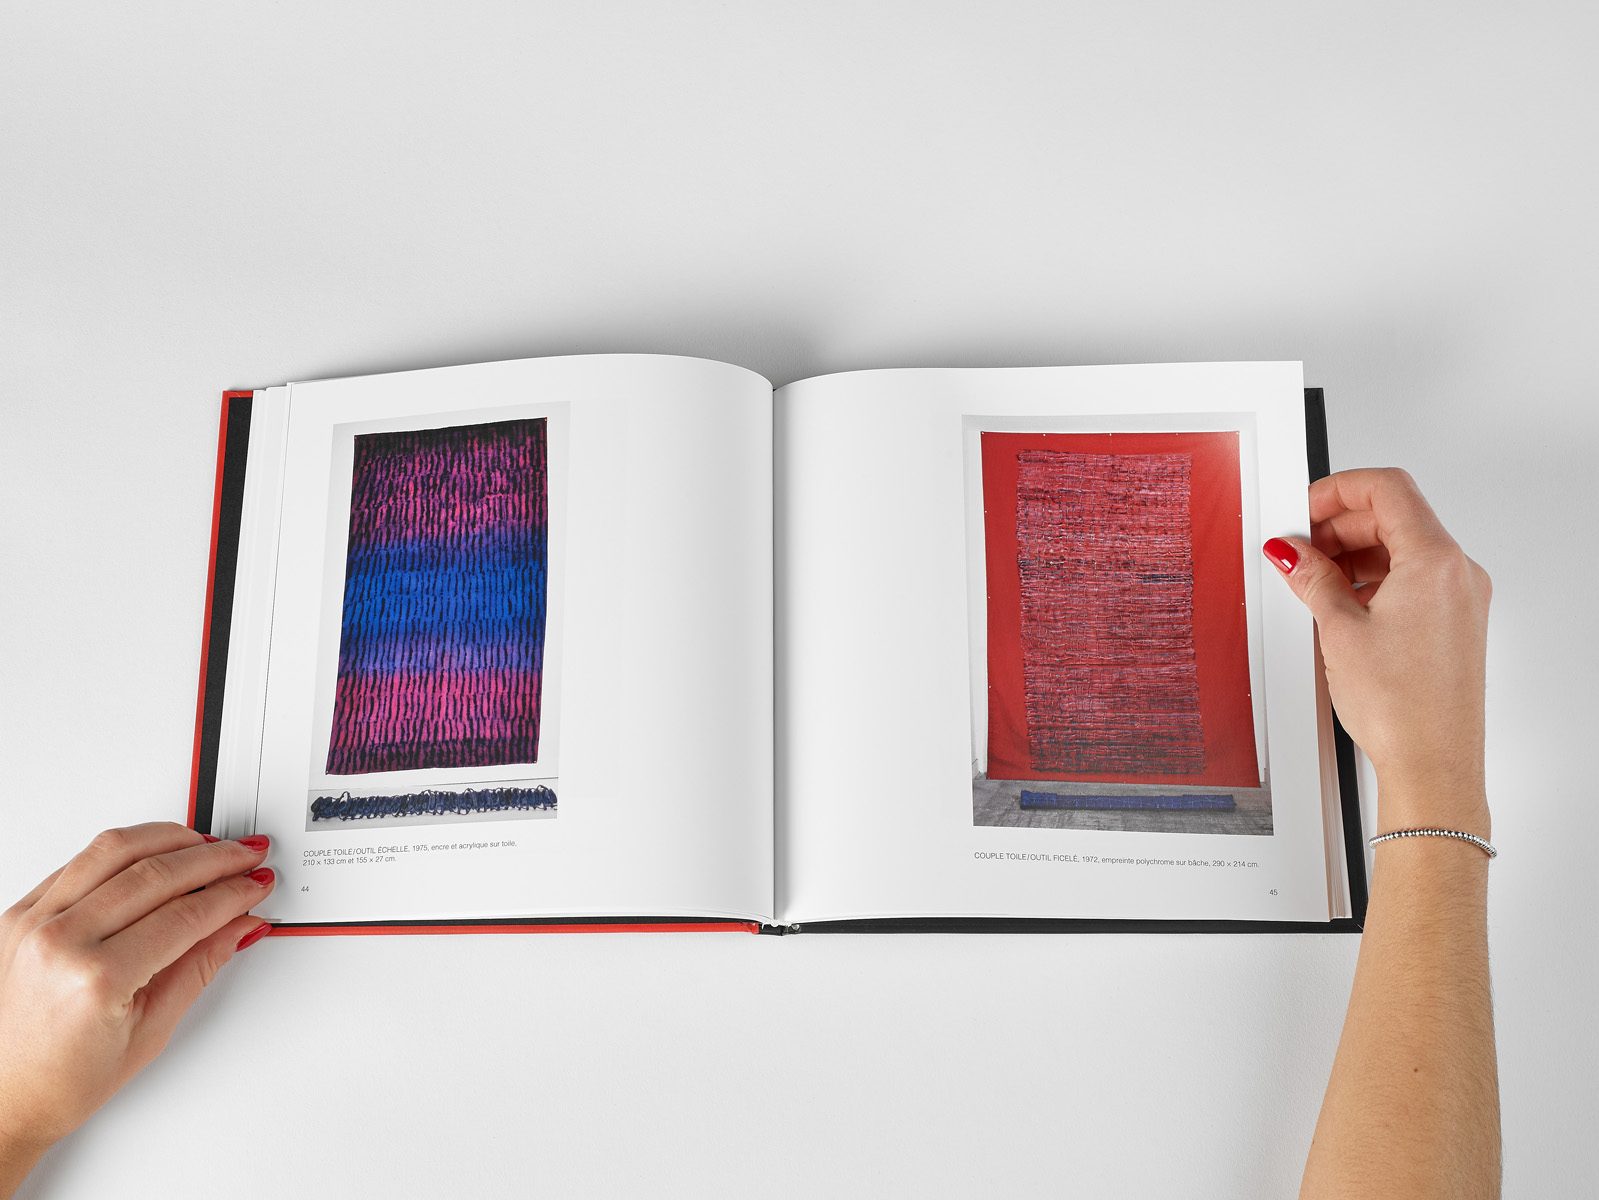 COUPLE TOILE/OUTIL ÉCHELLE, 1975, encre et acrylique sur toile,
210 × 133 cm et 155 × 27 cm.
44
COUPLE TOILE/OUTIL FICELÉ, 1972, empreinte polychrome sur bâche, 290 × 214 cm.
45